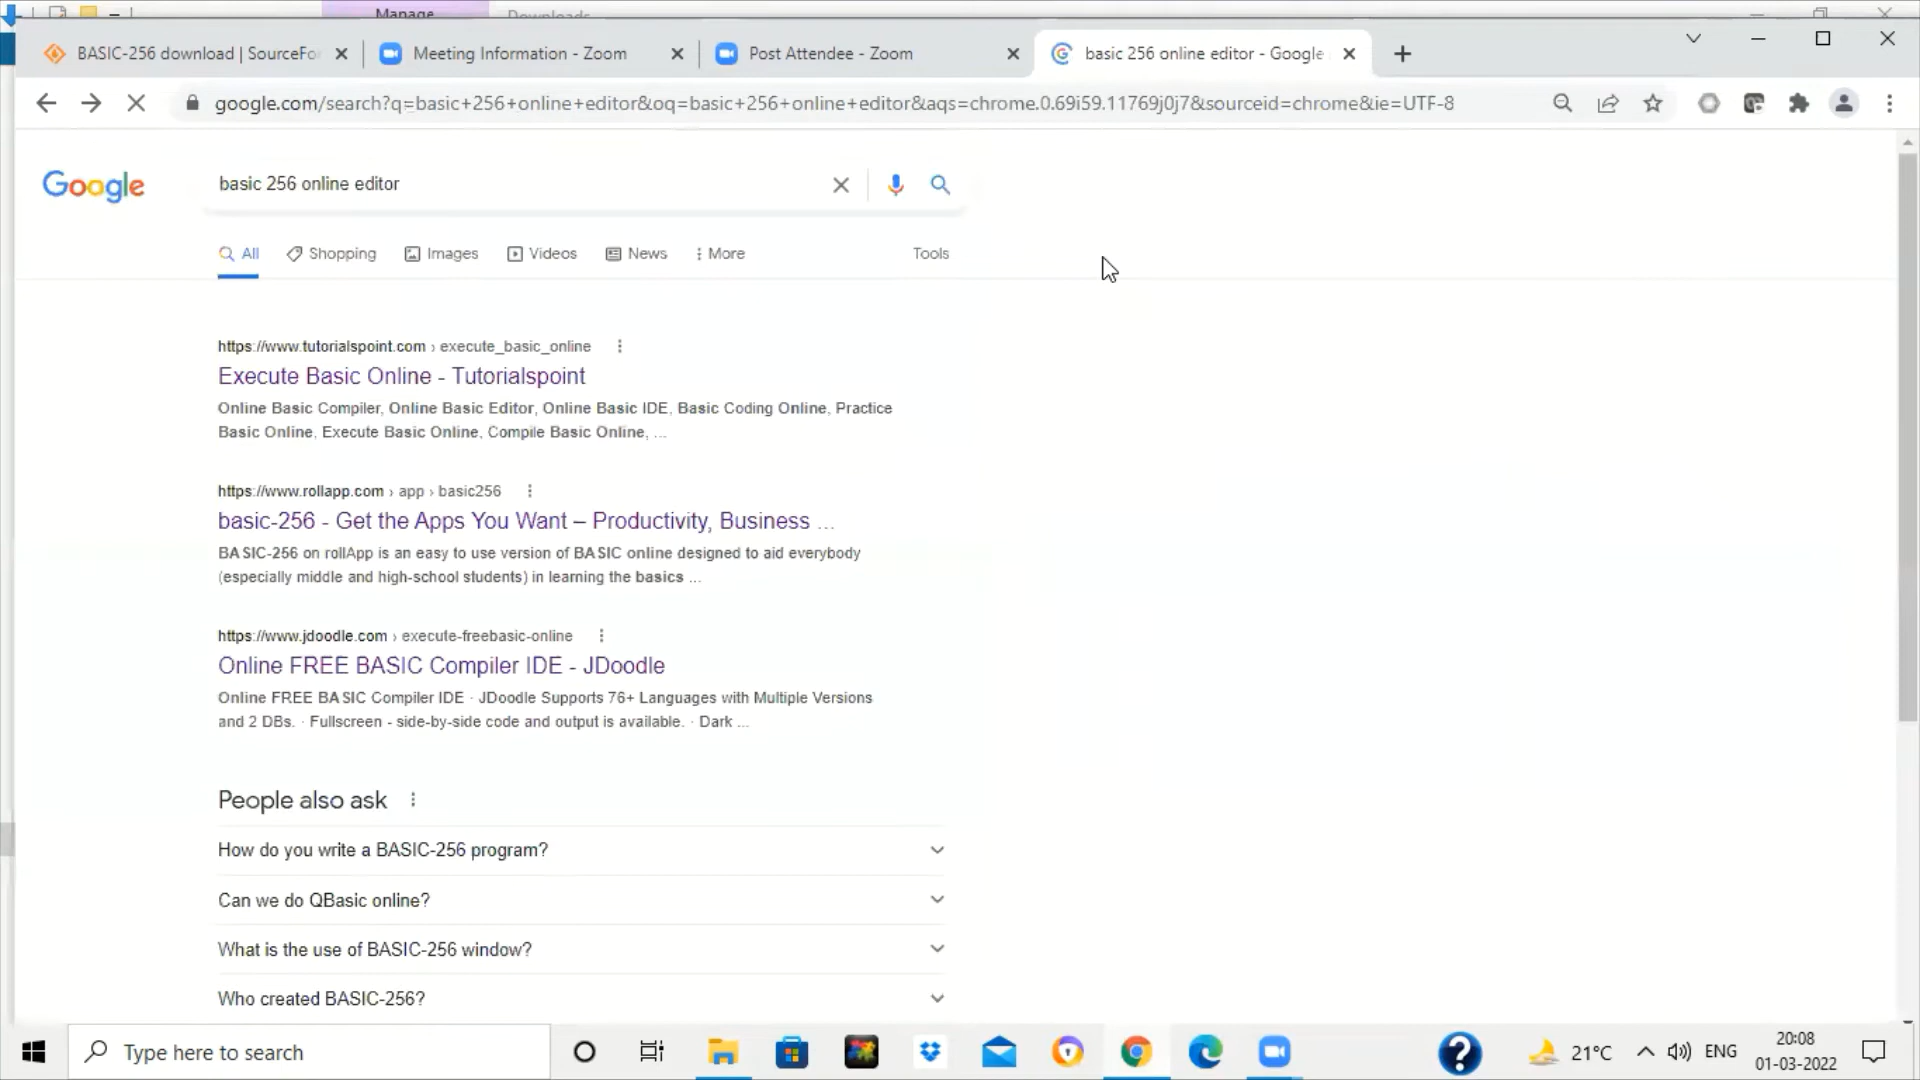 Manage
Downloads
BASIC-256 download | SourceFo
Meeting Information - Zoom
Post Attendee - Zoom
basic 256 online editor - Google
google.com/search?q=basic+256+online+editor&oq=basic+256+online+editor&aqs=chrome.0.69i59.11769j0j7&sourceid=chrome&ie=UTF-8
Google
basic 256 online editor
All
Shopping
Images
Videos
News
More
Tools
https://www.tutorialspoint.com › execute_basic_online
Execute Basic Online - Tutorialspoint
Online Basic Compiler, Online Basic Editor, Online Basic IDE, Basic Coding Online, Practice
Basic Online, Execute Basic Online, Compile Basic Online, ...
https://www.rollapp.com › app › basic256
basic-256 - Get the Apps You Want – Productivity, Business ...
BASIC-256 on rollApp is an easy to use version of BASIC online designed to aid everybody
(especially middle and high-school students) in learning the basics ...
https://www.jdoodle.com › execute-freebasic-online
Online FREE BASIC Compiler IDE - JDoodle
Online FREE BASIC Compiler IDE · JDoodle Supports 76+ Languages with Multiple Versions
and 2 DBs. · Fullscreen - side-by-side code and output is available. · Dark ...
People also ask
How do you write a BASIC-256 program?
Can we do QBasic online?
What is the use of BASIC-256 window?
Who created BASIC-256?
Type here to search
21°C
ENG
20:08
01-03-2022